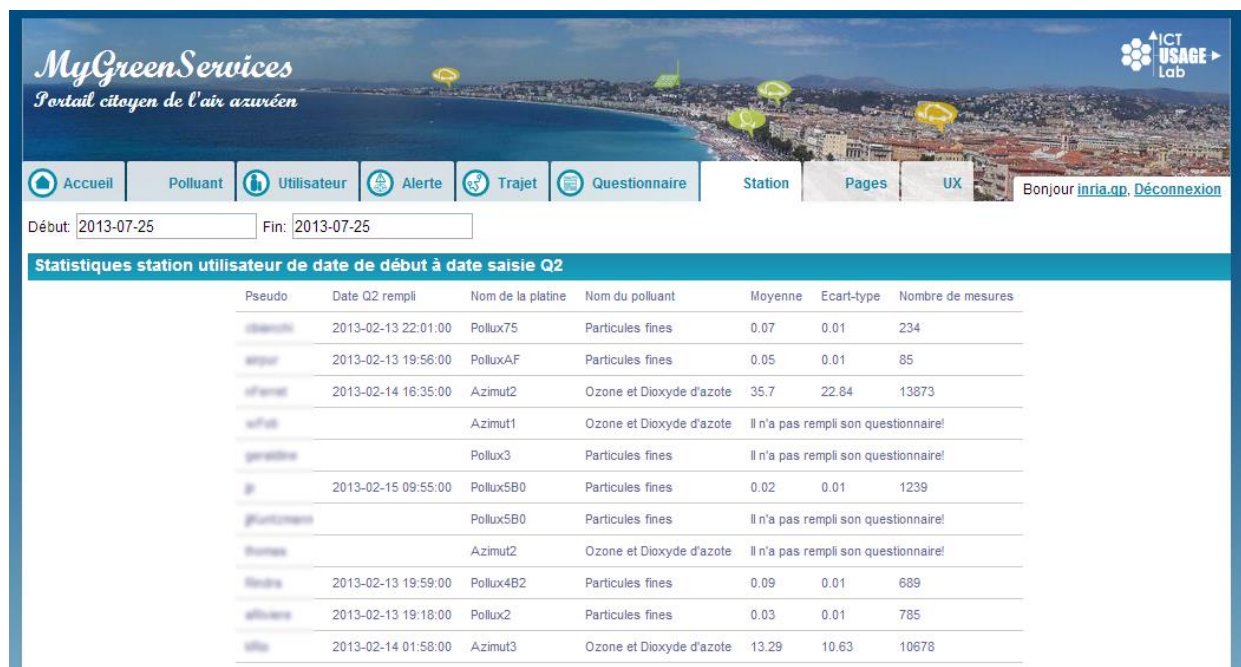 MyGreenServices
Portail citoyen de l'air azuréen
ICT
USAGE
Lab
Accueil Polluant Utilisateur Alerte Trajet Questionnaire Station Pages UX Bonjour inria.qp, Déconnexion
Début: 2013-07-25 Fin: 2013-07-25
Statistiques station utilisateur de date de début à date saisie Q2
Pseudo Date Q2 rempli Nom de la platine Nom du polluant Moyenne Ecart-type Nombre de mesures
2013-02-13 22:01:00 Pollux75 Particules fines 0.07 0.01 234
2013-02-13 19:56:00 PolluxAF Particules fines 0.05 0.01 85
2013-02-14 16:35:00 Azimut2 Ozone et Dioxyde d'azote 35.7 22.84 13873
Azimut1 Ozone et Dioxyde d'azote Il n'a pas rempli son questionnaire!
Pollux3 Particules fines Il n'a pas rempli son questionnaire!
2013-02-15 09:55:00 Pollux5B0 Particules fines 0.02 0.01 1239
Pollux5B0 Particules fines Il n'a pas rempli son questionnaire!
Azimut2 Ozone et Dioxyde d'azote Il n'a pas rempli son questionnaire!
2013-02-13 19:59:00 Pollux4B2 Particules fines 0.09 0.01 689
2013-02-13 19:18:00 Pollux2 Particules fines 0.03 0.01 785
2013-02-14 01:58:00 Azimut3 Ozone et Dioxyde d'azote 13.29 10.63 10678